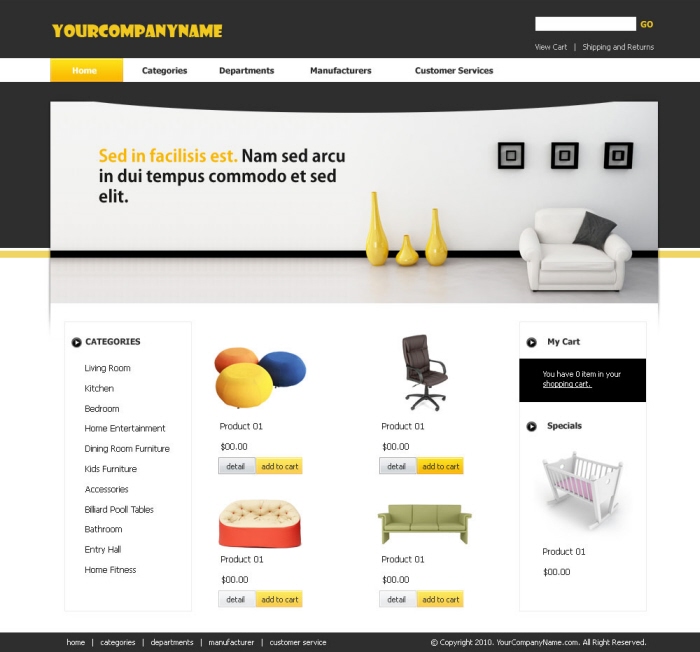 YOURCOMPANYNAME
GO
View Cart | Shipping and Returns
Home Categories Departments Manufacturers Customer Services
Sed in facilisis est. Nam sed arcu
in dui tempus commodo et sed
elit.
CATEGORIES
Living Room
Kitchen
Bedroom
Home Entertainment
Dining Room Furniture
Kids Furniture
Accessories
Billiard Pooll Tables
Bathroom
Entry Hall
Home Fitness
Product 01
$00.00
detail add to cart
Product 01
$00.00
detail add to cart
Product 01
$00.00
detail add to cart
Product 01
$00.00
detail add to cart
My Cart
You have 0 item in your
shopping cart.
Specials
Product 01
$00.00
home | categories | departments | manufacturer | customer service
© Copyright 2010. YourCompanyName.com. All Right Reserved.